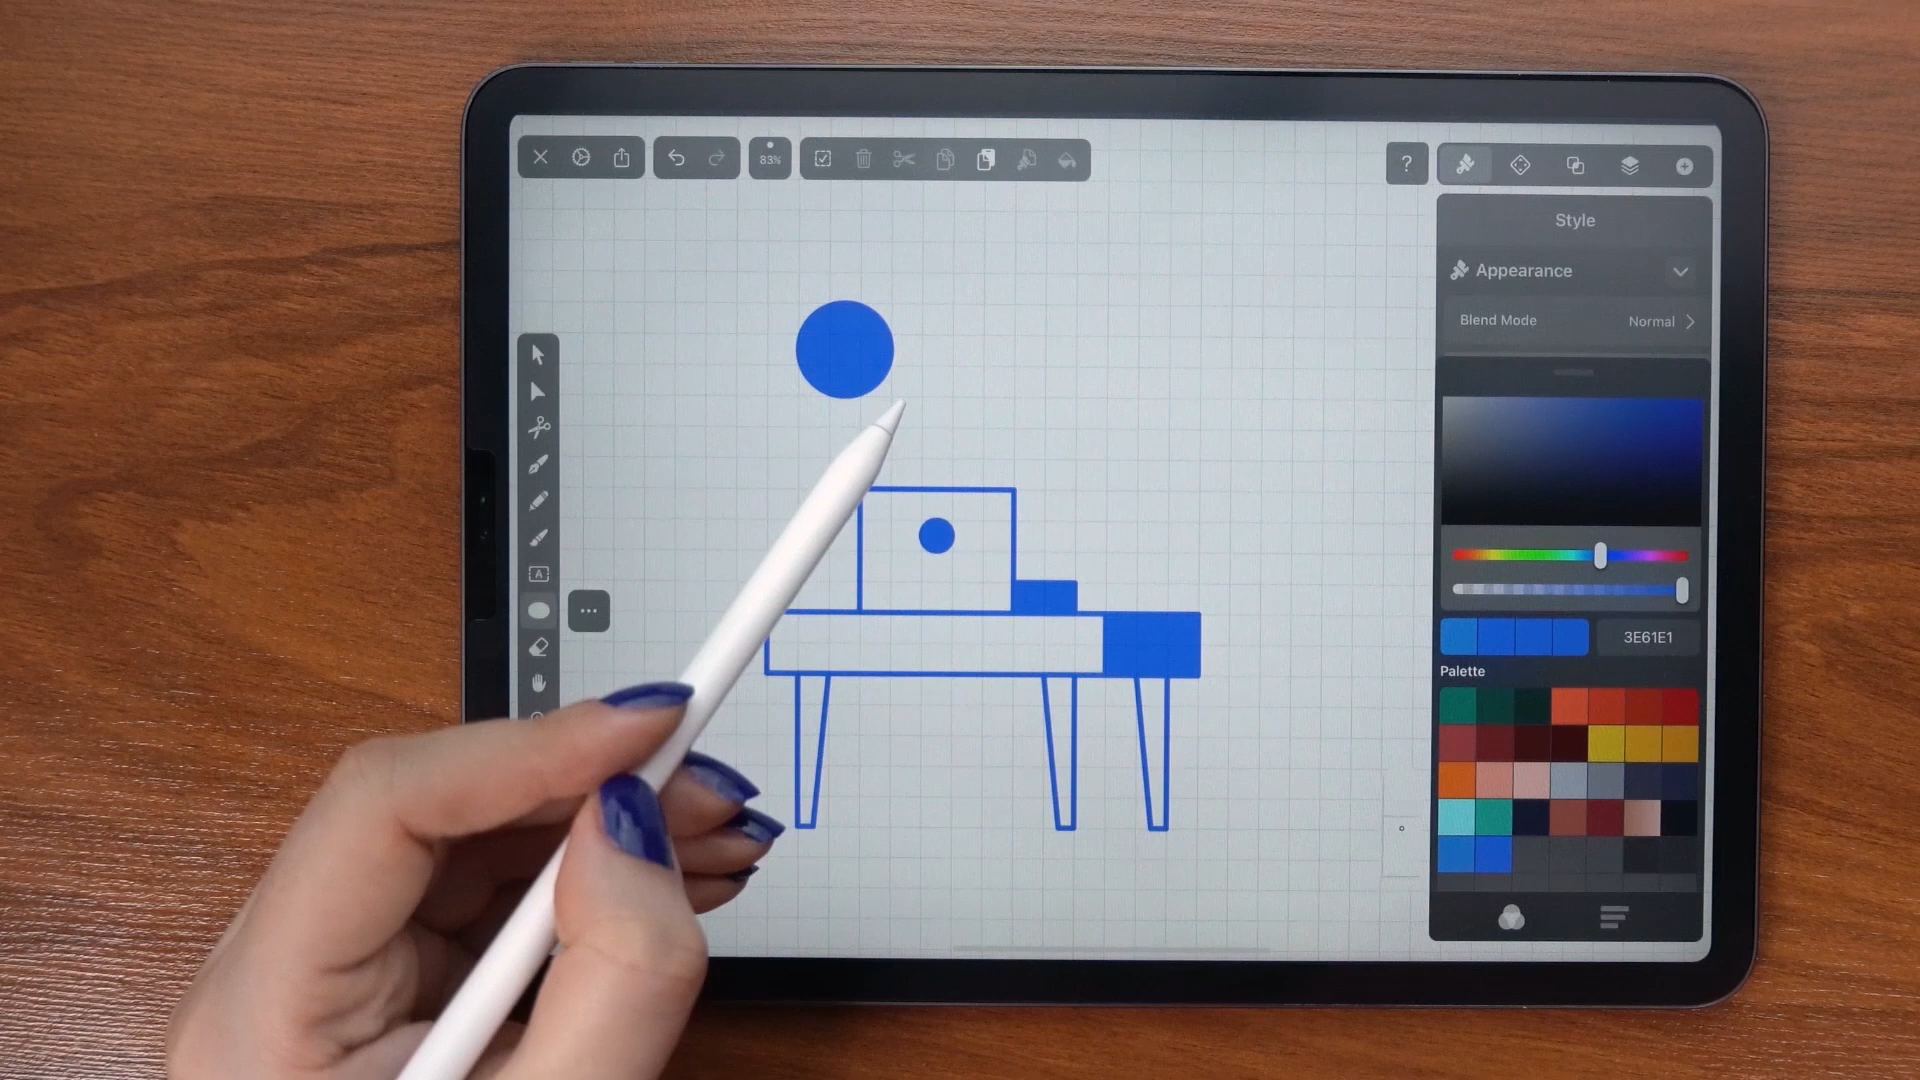 83%
?
Style
Appearance
Blend Mode Normal
A
3E61E1
Palette